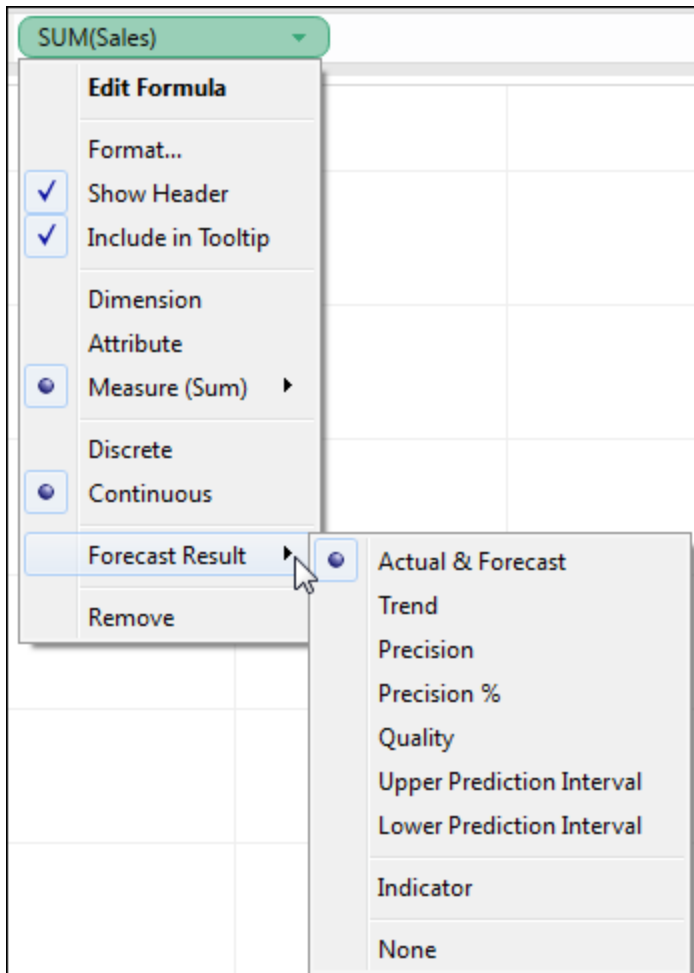 SUM(Sales)
Edit Formula
Format...
Show Header
Include in Tooltip
Dimension
Attribute
Measure (Sum)
Discrete
Continuous
Forecast Result
Remove
Actual & Forecast
Trend
Precision
Precision %
Quality
Upper Prediction Interval
Lower Prediction Interval
Indicator
None